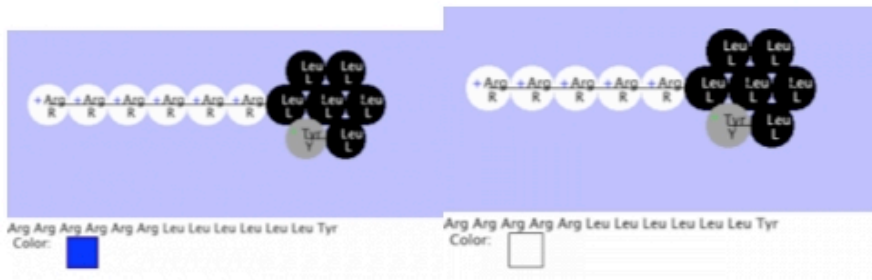 Leu Leu
L L
+Arg +Arg +Arg +Arg +Arg +Arg Leu Leu Leu
R R R R R R L L L
Tyr Leu
Y L
Arg Arg Arg Arg Arg Arg Leu Leu Leu Leu Leu Leu Tyr
Color:
Leu Leu
L L
+Arg +Arg +Arg +Arg +Arg Leu Leu Leu
R R R R R L L L
Tyr Leu
Y L
Arg Arg Arg Arg Arg Leu Leu Leu Leu Leu Leu Tyr
Color: